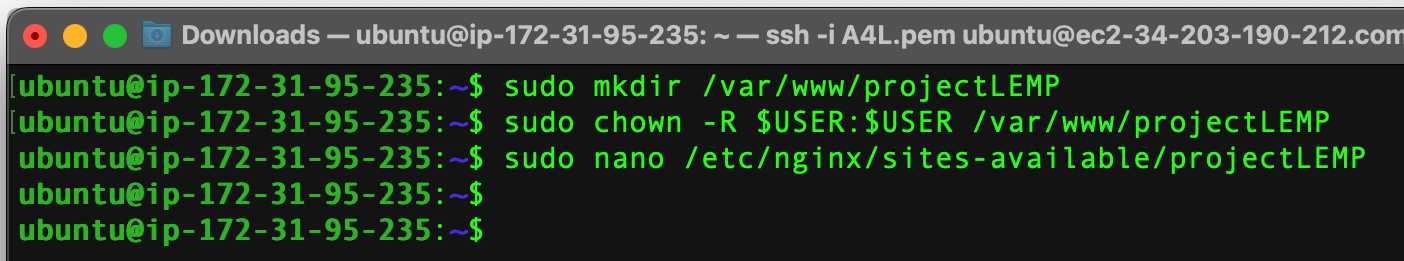 Downloads — ubuntu@ip-172-31-95-235: ~ — ssh -i A4L.pem ubuntu@ec2-34-203-190-212.com
[ubuntu@ip-172-31-95-235:~$ sudo mkdir /var/www/projectLEMP
[ubuntu@ip-172-31-95-235:~$ sudo chown -R $USER:$USER /var/www/projectLEMP
ubuntu@ip-172-31-95-235:~$ sudo nano /etc/nginx/sites-available/projectLEMP
ubuntu@ip-172-31-95-235:~$
ubuntu@ip-172-31-95-235:~$